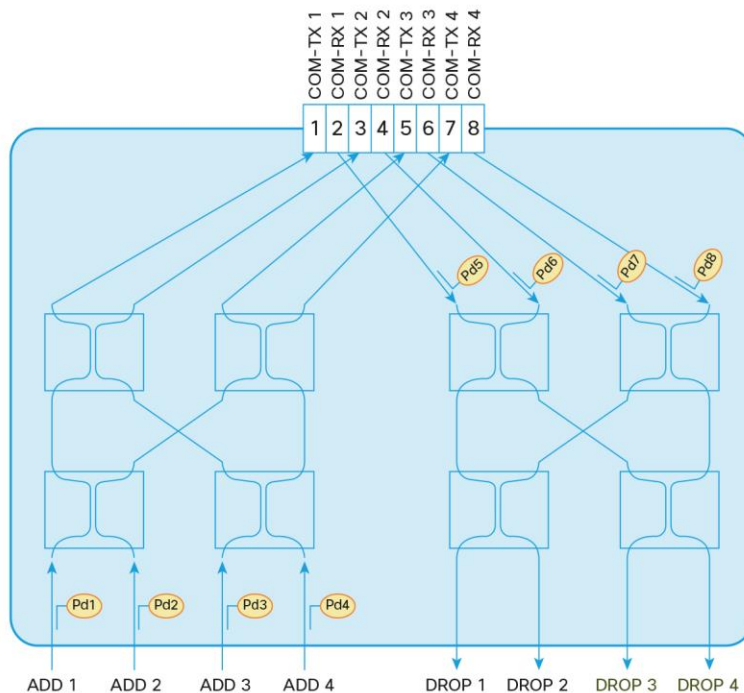 COM-TX 1
COM-RX 1
COM-TX 2
COM-RX 2
COM-TX 3
COM-RX 3
COM-TX 4
COM-RX 4
1 2 3 4 5 6 7 8
Pd5
Pd6
Pd7
Pd8
Pd1
Pd2
Pd3
Pd4
ADD 1 ADD 2 ADD 3 ADD 4 DROP 1 DROP 2 DROP 3 DROP 4